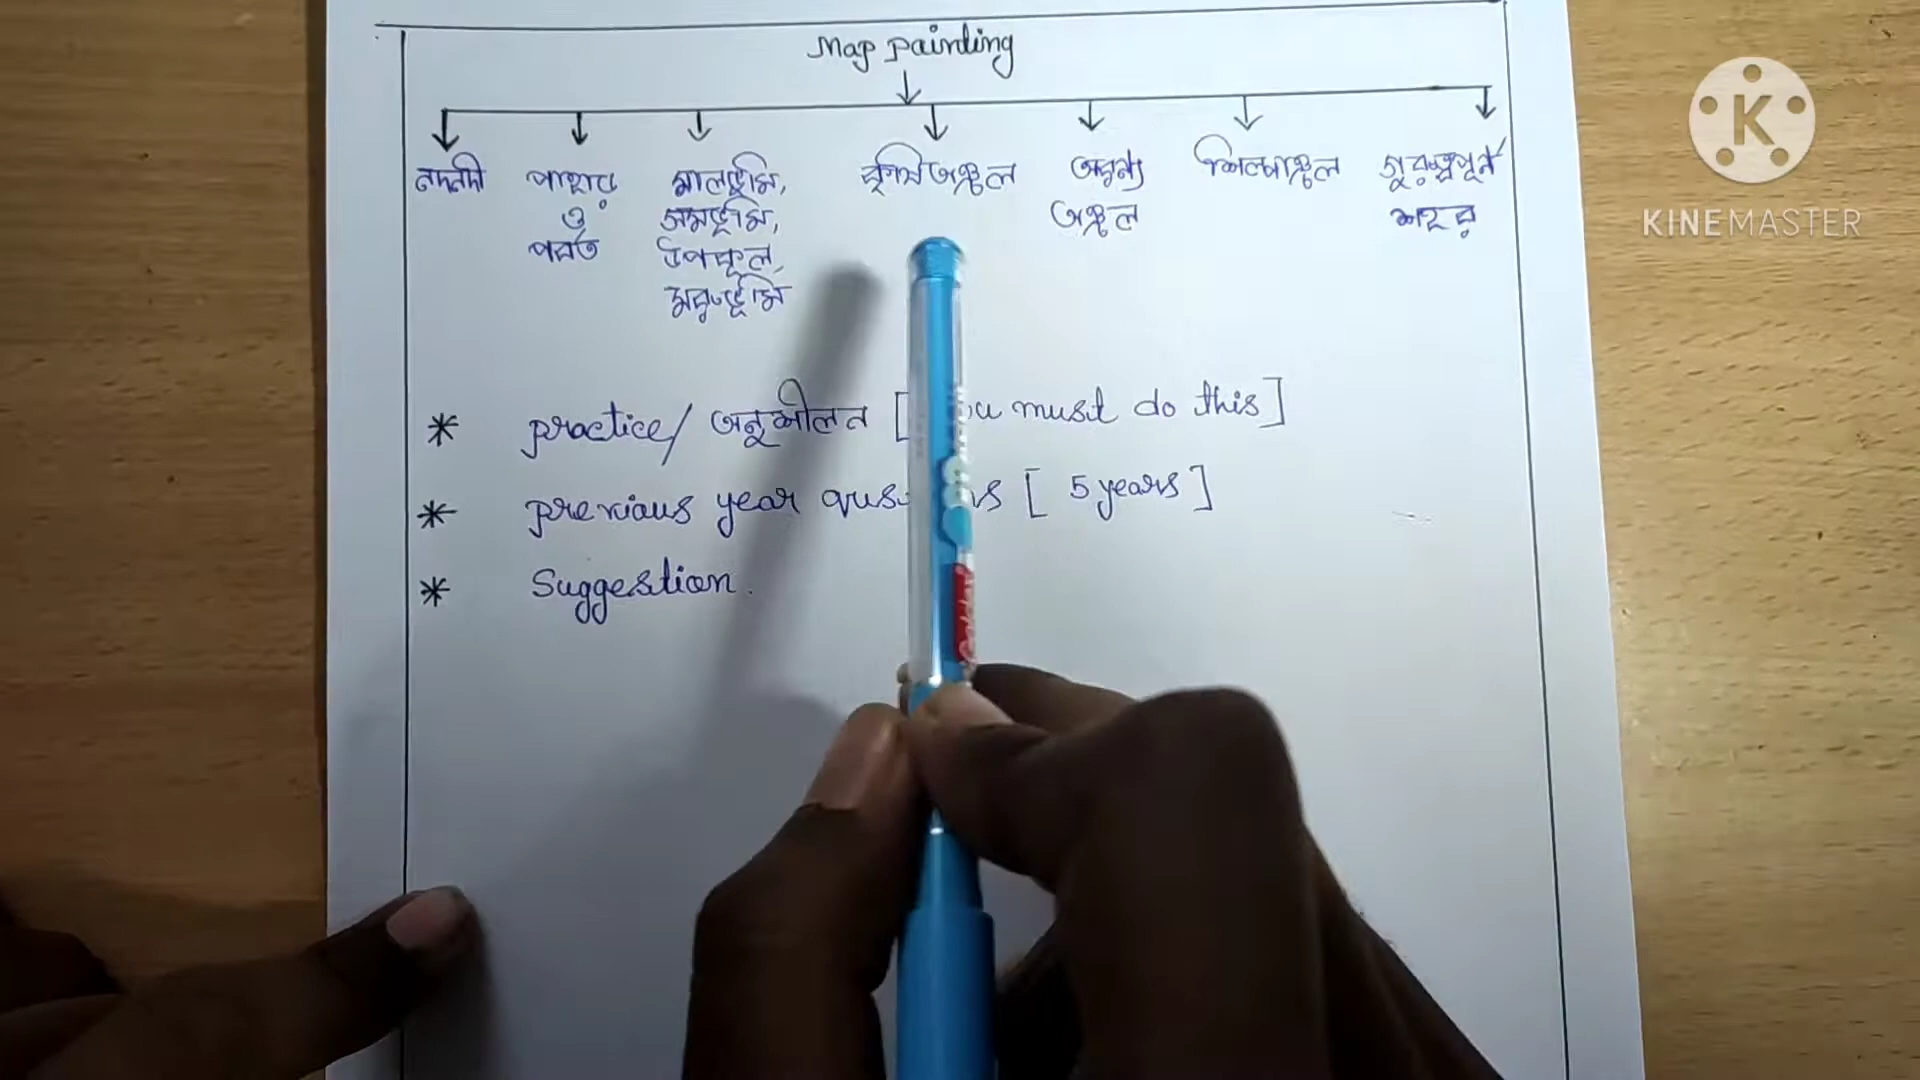 Map Painting
নদনদী
পাহাড়
ও
পর্বত
মালভূমি,
সমভূমি,
উপকূল,
মরুভূমি
কৃষি অঞ্চল
অরণ্য
অঞ্চল
শিল্পাঞ্চল
গুরুত্বপূর্ণ
শহর
* practice/ অনুশীলন [ must do this ]
* previous year [ 5 years ]
* Suggestion.
K
KINEMASTER